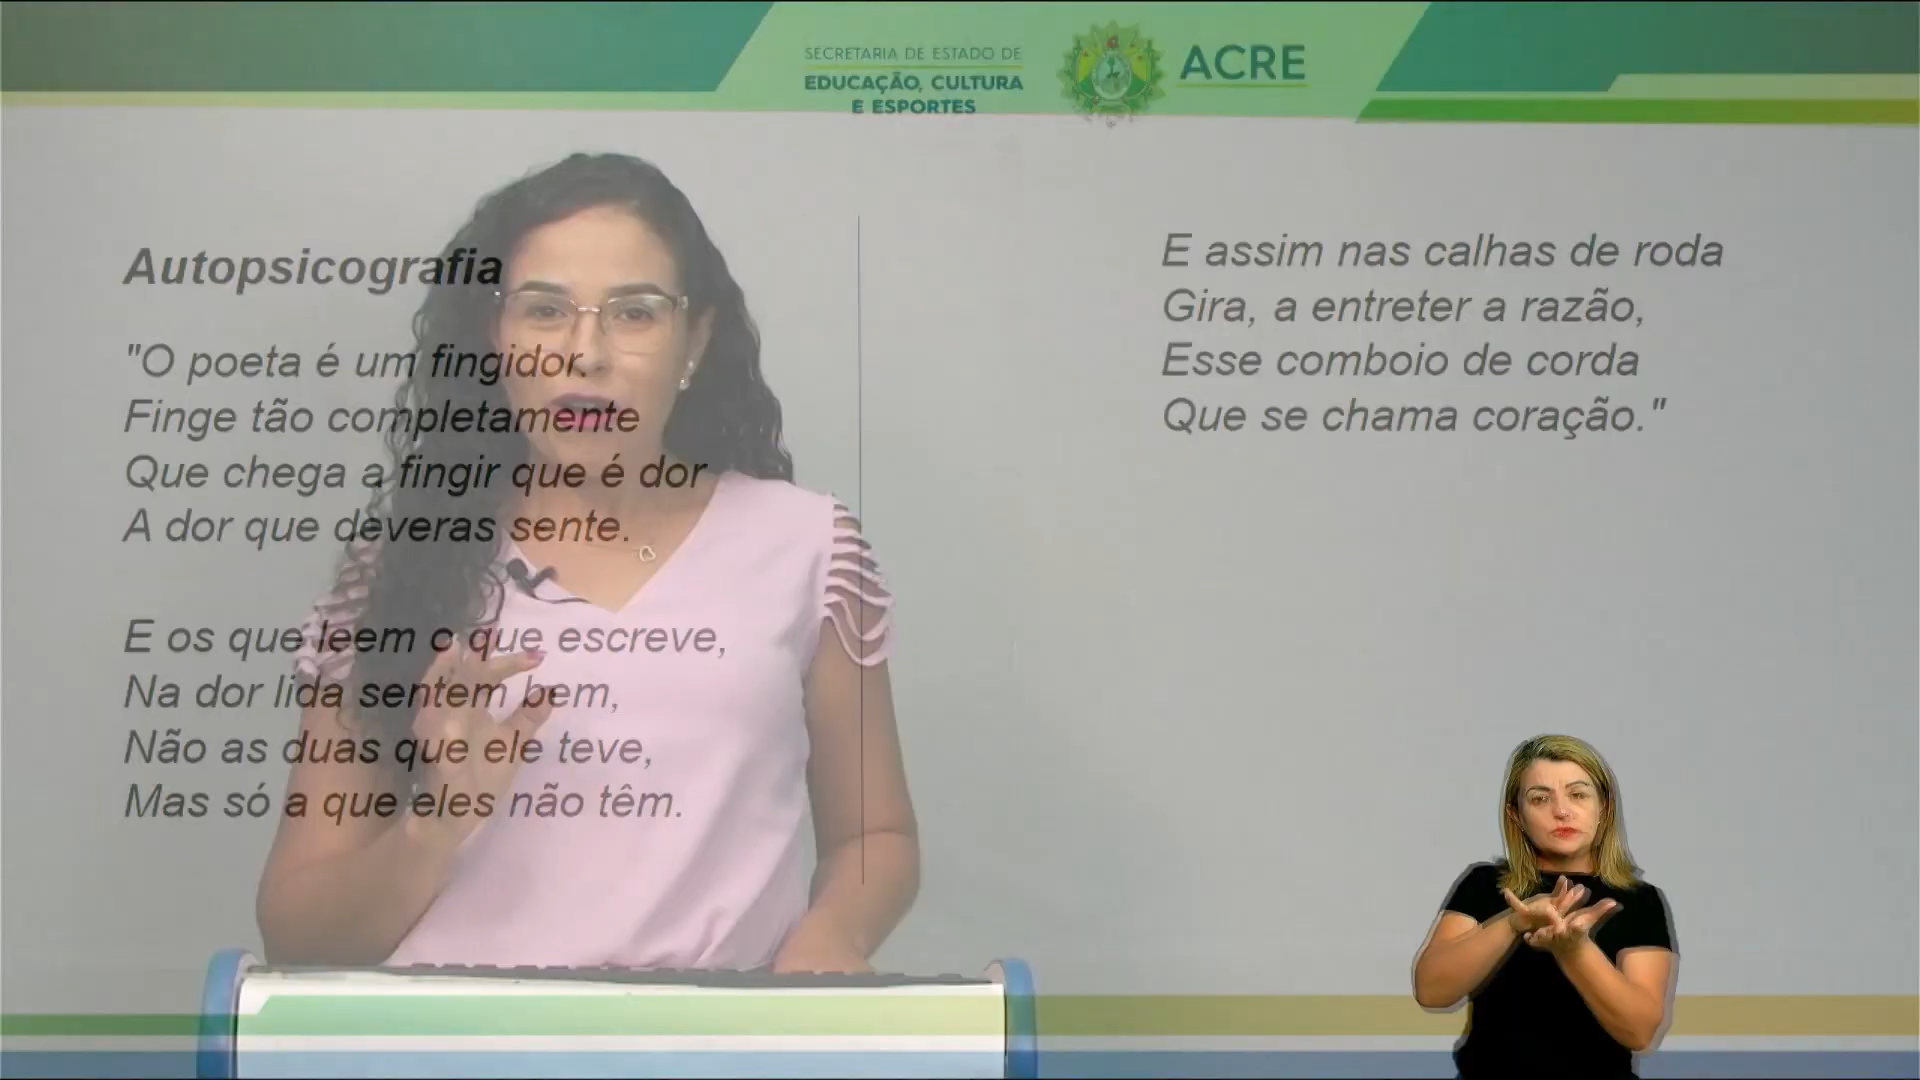 SECRETARIA DE ESTADO DE
EDUCAÇÃO, CULTURA
E ESPORTES
ACRE
Autopsicografia
"O poeta é um fingidor.
Finge tão completamente
Que chega a fingir que é dor
A dor que deveras sente.
E os que leem o que escreve,
Na dor lida sentem bem,
Não as duas que ele teve,
Mas só a que eles não têm.
E assim nas calhas de roda
Gira, a entreter a razão,
Esse comboio de corda
Que se chama coração."